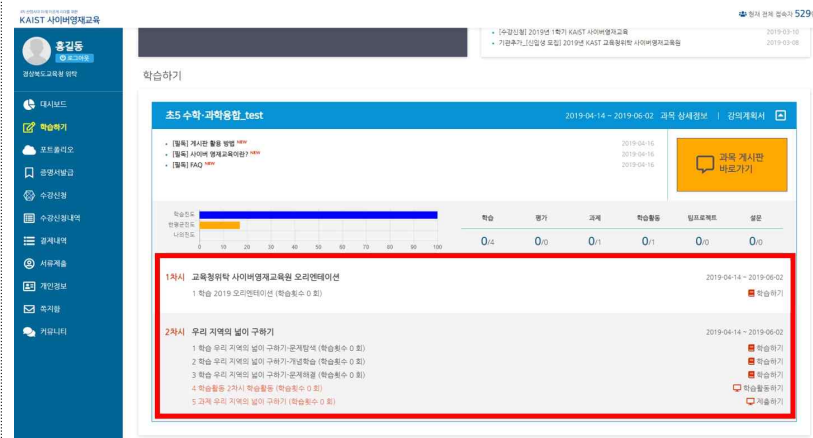 KAIST 사이버영재교육
현재 전체 접속자 529
홍길동
로그아웃
경상북도교육청 위탁
대시보드
학습하기
포트폴리오
증명서발급
수강신청
수강신청내역
결제내역
서류제출
개인정보
쪽지함
커뮤니티
[수강신청] 2019년 1학기 KAIST 사이버영재교육 2019-03-10
기관추가_[신입생 모집] 2019년 KAIST 교육청위탁 사이버영재교육원 2019-03-08
학습하기
초5 수학·과학융합_test 2019-04-14 ~ 2019-06-02 과목 상세정보 | 강의계획서
[필독] 게시판 활용 방법 NEW 2019-04-16
[필독] 사이버 영재교육이란? NEW 2019-04-16
[필독] FAQ NEW 2019-04-16
과목 게시판
바로가기
학습진도
반평균진도
나의진도
0 10 20 30 40 50 60 70 80 90 100
학습 평가 과제 학습활동 팀프로젝트 설문
0/4 0/0 0/1 0/1 0/0 0/0
1차시 교육청위탁 사이버영재교육원 오리엔테이션 2019-04-14 ~ 2019-06-02
1 학습 2019 오리엔테이션 (학습횟수 0 회) 학습하기
2차시 우리 지역의 넓이 구하기 2019-04-14 ~ 2019-06-02
1 학습 우리 지역의 넓이 구하기-문제탐색 (학습횟수 0 회) 학습하기
2 학습 우리 지역의 넓이 구하기-개념학습 (학습횟수 0 회) 학습하기
3 학습 우리 지역의 넓이 구하기-문제해결 (학습횟수 0 회) 학습하기
4 학습활동 2차시 학습활동 (학습횟수 0 회) 학습활동하기
5 과제 우리 지역의 넓이 구하기 (학습횟수 0 회) 제출하기